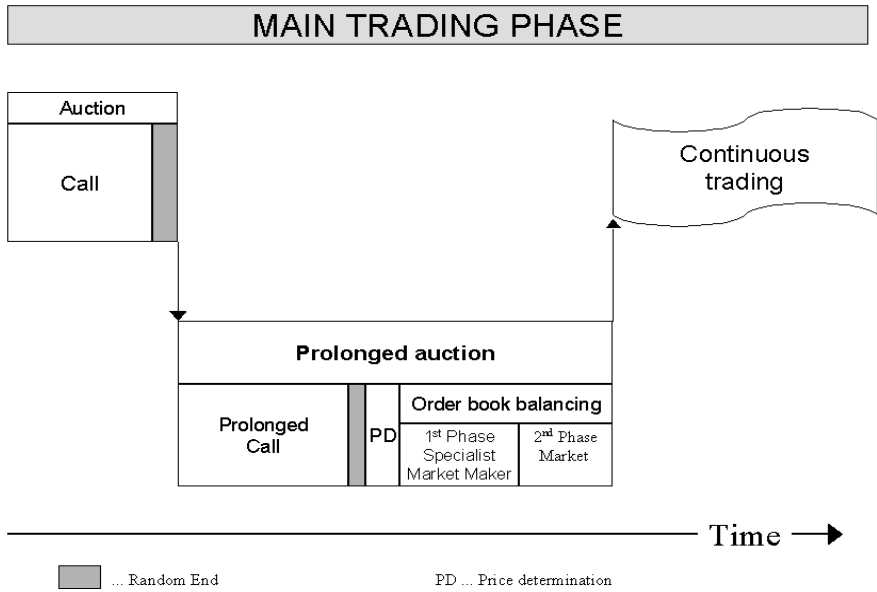 MAIN TRADING PHASE
Auction
Call
Continuous
trading
Prolonged auction
Prolonged
Call
PD
Order book balancing
1st Phase
Specialist
Market Maker
2nd Phase
Market
Time
... Random End
PD ... Price determination